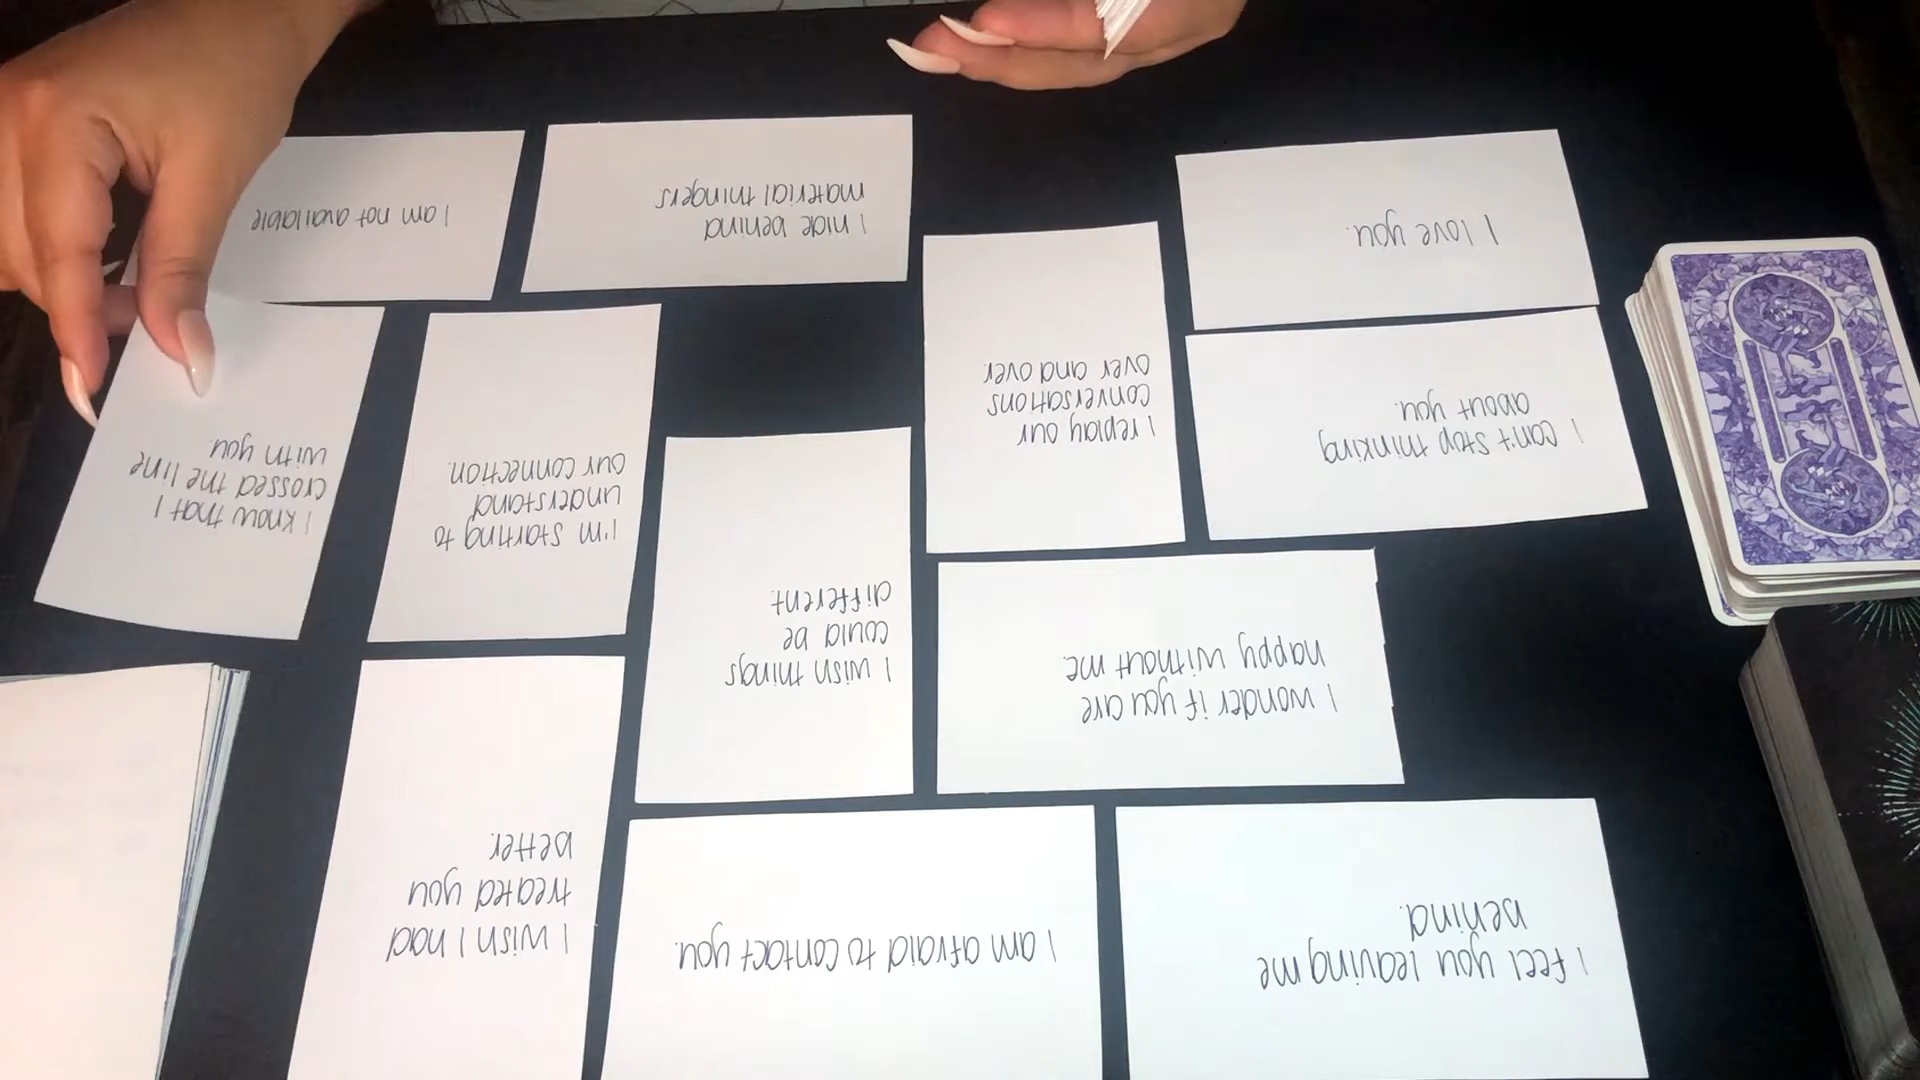 I feel you leaving me
behind.
I am afraid to contact you.
I wish I had
treated you
better.
I wonder if you are
happy without me.
I wish things
could be
different.
I can't stop thinking
about you.
I replay our
conversations
over and over.
I'm starting to
understand
our connection.
I know that I
crossed the line
with you.
I love you.
I hide behind
material thingers
I am not available